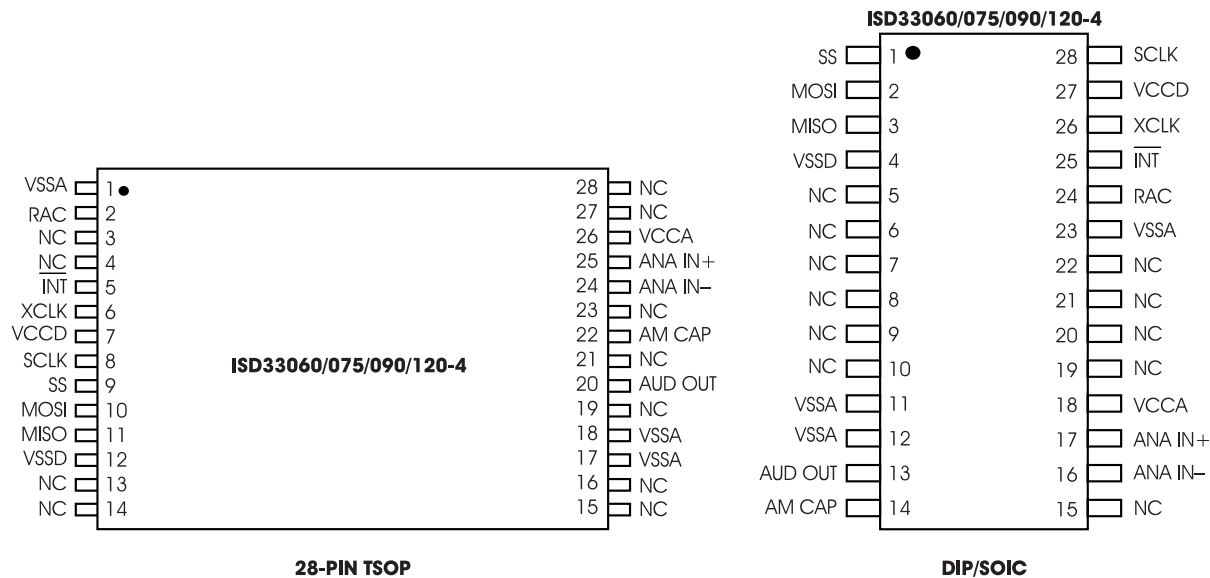 ISD33060/075/090/120-4
SS 1 28 SCLK
MOSI 2 27 VCCD
MISO 3 26 XCLK
VSSD 4 25 INT
NC 5 24 RAC
NC 6 23 VSSA
NC 7 22 NC
NC 8 21 NC
NC 9 20 NC
NC 10 19 NC
VSSA 11 18 VCCA
VSSA 12 17 ANA IN+
AUD OUT 13 16 ANA IN–
AM CAP 14 15 NC
DIP/SOIC
VSSA 1 28 NC
RAC 2 27 NC
NC 3 26 VCCA
NC 4 25 ANA IN+
INT 5 24 ANA IN–
XCLK 6 23 NC
VCCD 7 22 AM CAP
SCLK 8 21 NC
ISD33060/075/090/120-4
SS 9 20 AUD OUT
MOSI 10 19 NC
MISO 11 18 VSSA
VSSD 12 17 VSSA
NC 13 16 NC
NC 14 15 NC
28-PIN TSOP